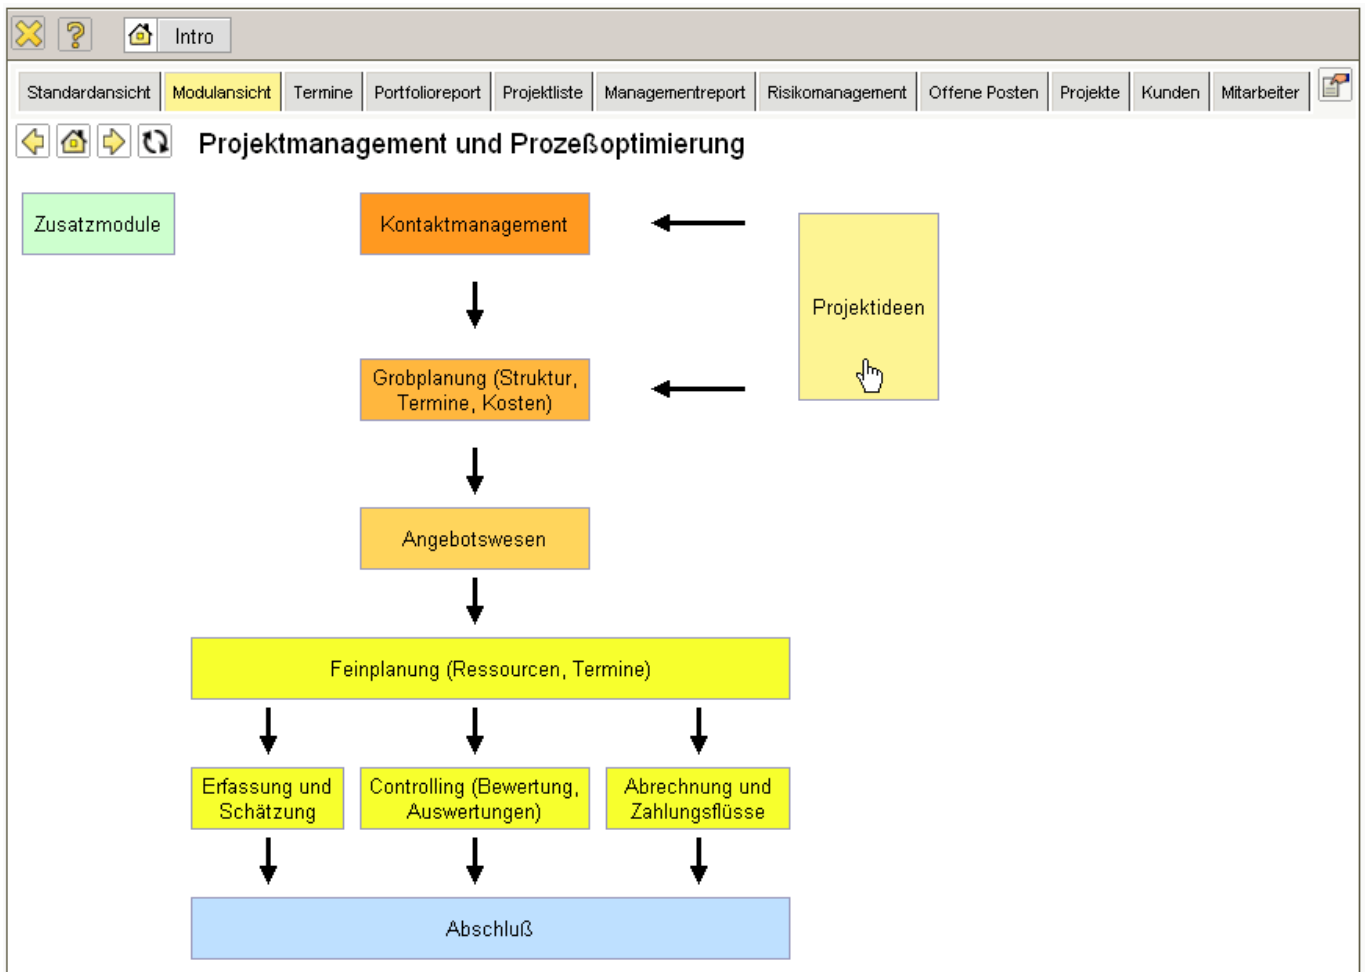 Intro
Standardansicht Modulansicht Termine Portfolioreport Projektliste Managementreport Risikomanagement Offene Posten Projekte Kunden Mitarbeiter
Projektmanagement und Prozeßoptimierung
Zusatzmodule
Kontaktmanagement
Projektideen
Grobplanung (Struktur,
Termine, Kosten)
Angebotswesen
Feinplanung (Ressourcen, Termine)
Erfassung und
Schätzung
Controlling (Bewertung,
Auswertungen)
Abrechnung und
Zahlungsflüsse
Abschluß